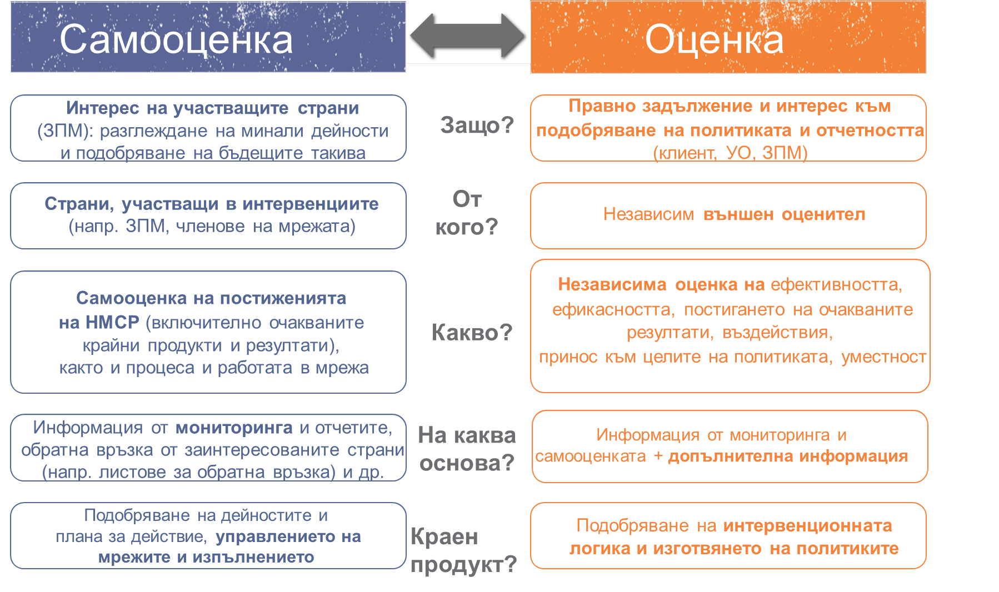 Самооценка
Оценка
Интерес на участващите страни
(ЗПМ): разглеждане на минали дейности
и подобряване на бъдещите такива
Защо?
Правно задължение и интерес към
подобряване на политиката и отчетността
(клиент, УО, ЗПМ)
Страни, участващи в интервенциите
(напр. ЗПМ, членове на мрежата)
От
кого?
Независим външен оценител
Самооценка на постиженията
на НМСР (включително очакваните
крайни продукти и резултати),
както и процеса и работата в мрежа
Какво?
Независима оценка на ефективността,
ефикасността, постигането на очакваните
резултати, въздействия,
принос към целите на политиката, уместност
Информация от мониторинга и отчетите,
обратна връзка от заинтересованите страни
(напр. листове за обратна връзка) и др.
На каква
основа?
Информация от мониторинга и
самооценката + допълнителна информация
Подобряване на дейностите и
плана за действие, управлението на
мрежите и изпълнението
Краен
продукт?
Подобряване на интервенционната
логика и изготвянето на политиките